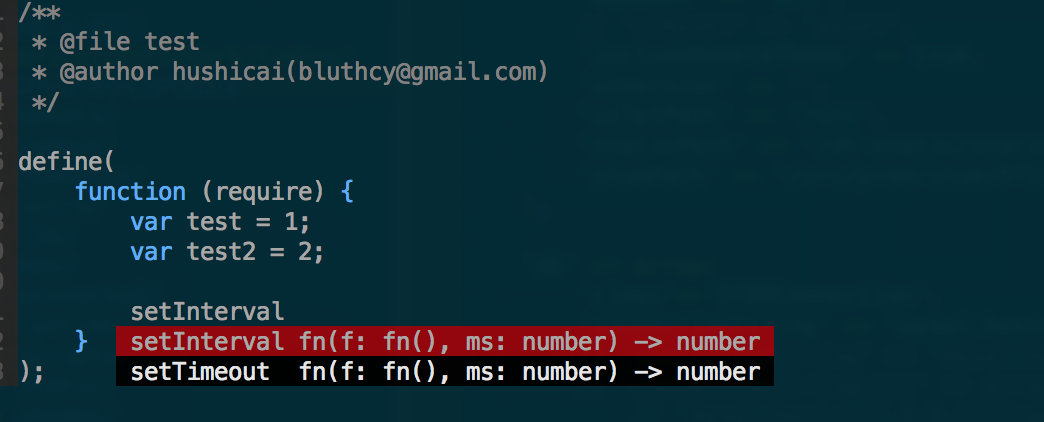 /**
 * @file test
 * @author hushicai(bluthcy@gmail.com)
 */
define(
    function (require) {
        var test = 1;
        var test2 = 2;
        setInterval
    }  setInterval fn(f: fn(), ms: number) -> number
);     setTimeout  fn(f: fn(), ms: number) -> number